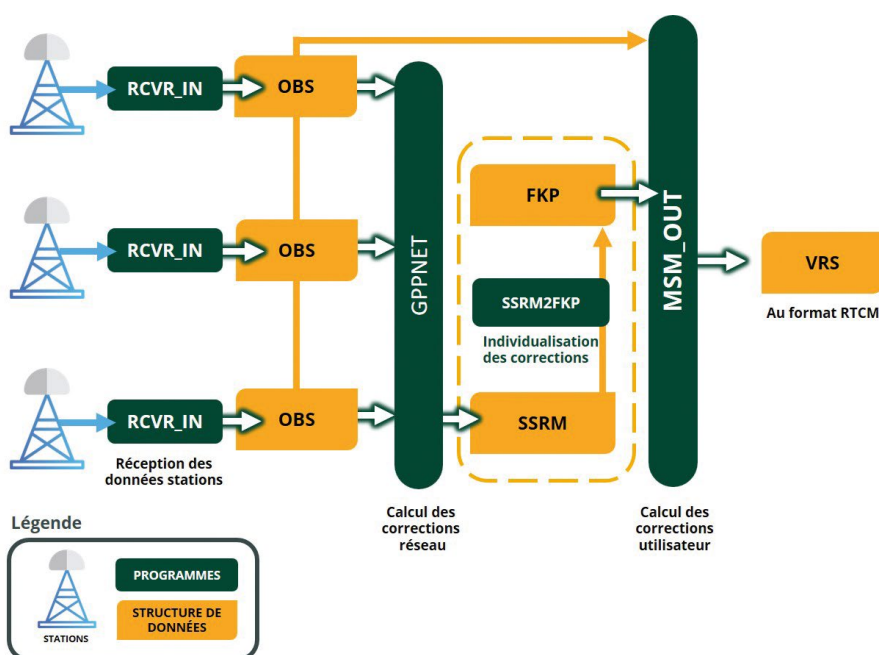 RCVR_IN
OBS
RCVR_IN
OBS
RCVR_IN
OBS
Réception des
données stations
GPPNET
Calcul des
corrections
réseau
FKP
SSRM2FKP
Individualisation
des corrections
SSRM
MSM_OUT
Calcul des
corrections
utilisateur
VRS
Au format RTCM
Légende
STATIONS
PROGRAMMES
STRUCTURE DE
DONNÉES